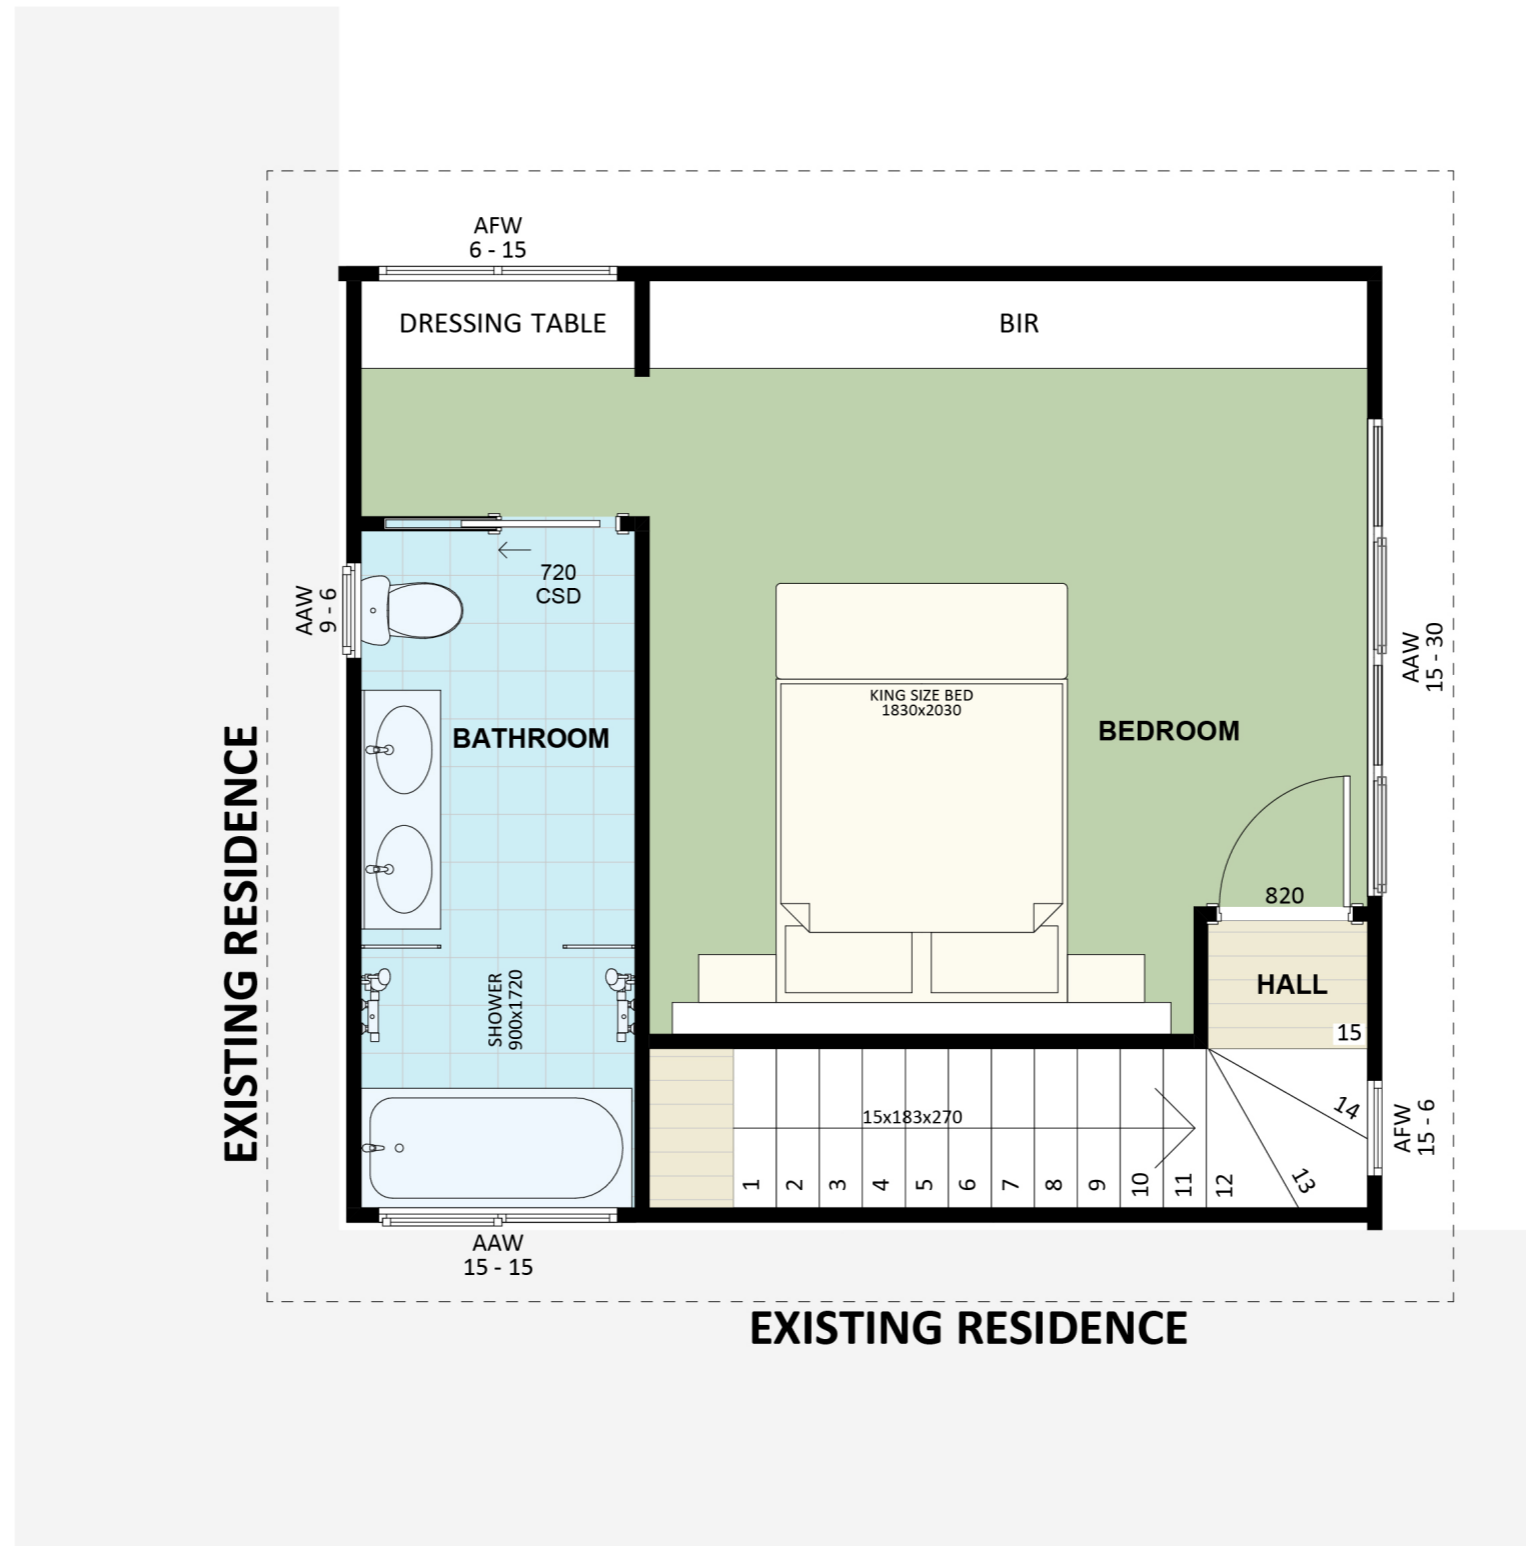 AFW
6 - 15
DRESSING TABLE
BIR
720
CSD
AAW
9 - 6
KING SIZE BED
1830x2030
BATHROOM
BEDROOM
AAW
15 - 30
820
EXISTING RESIDENCE
SHOWER
900x1720
HALL
15
15x183x270
1
2
3
4
5
6
7
8
9
10
11
12
13
14
AFW
15 - 6
AAW
15 - 15
EXISTING RESIDENCE